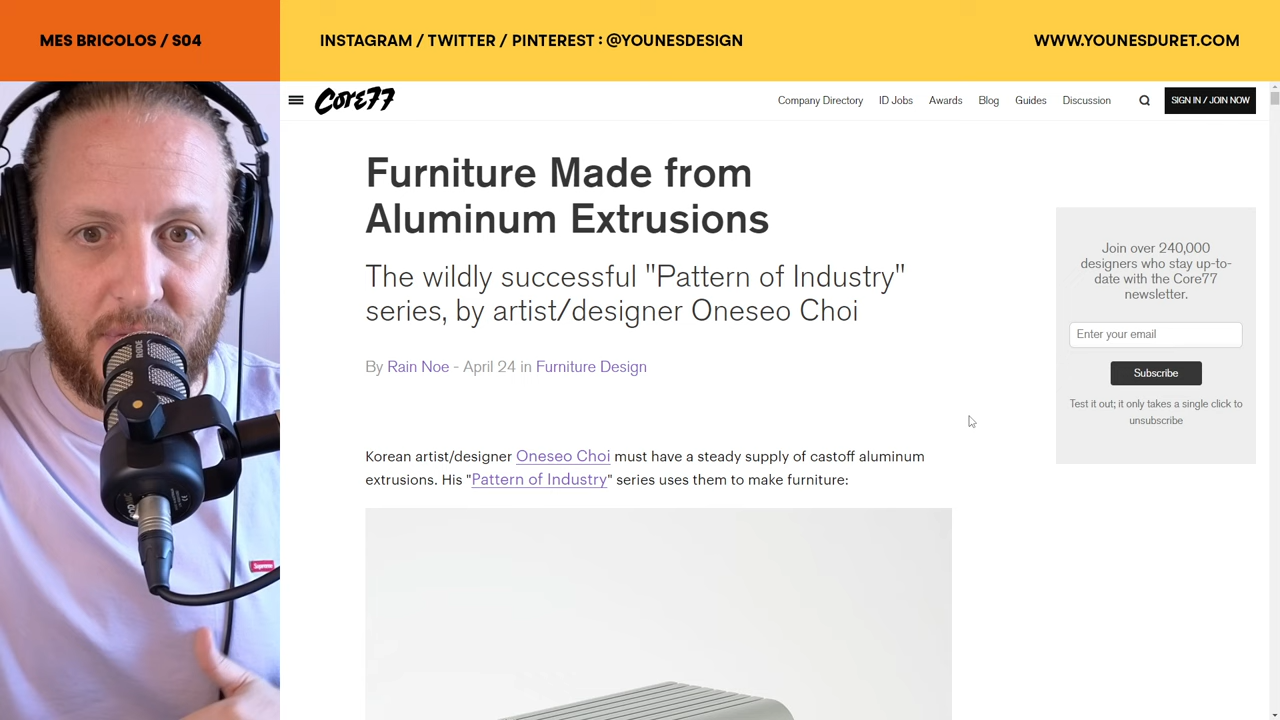 MES BRICOLOS / S04
INSTAGRAM / TWITTER / PINTEREST : @YOUNESDESIGN
WWW.YOUNESDURET.COM
Core77
Company Directory
ID Jobs
Awards
Blog
Guides
Discussion
SIGN IN / JOIN NOW
Furniture Made from
Aluminum Extrusions
The wildly successful "Pattern of Industry"
series, by artist/designer Oneseo Choi
By Rain Noe - April 24 in Furniture Design
Korean artist/designer Oneseo Choi must have a steady supply of castoff aluminum
extrusions. His "Pattern of Industry" series uses them to make furniture:
Join over 240,000
designers who stay up-to-
date with the Core77
newsletter.
Enter your email
Subscribe
Test it out; it only takes a single click to
unsubscribe
RØDE
Supreme